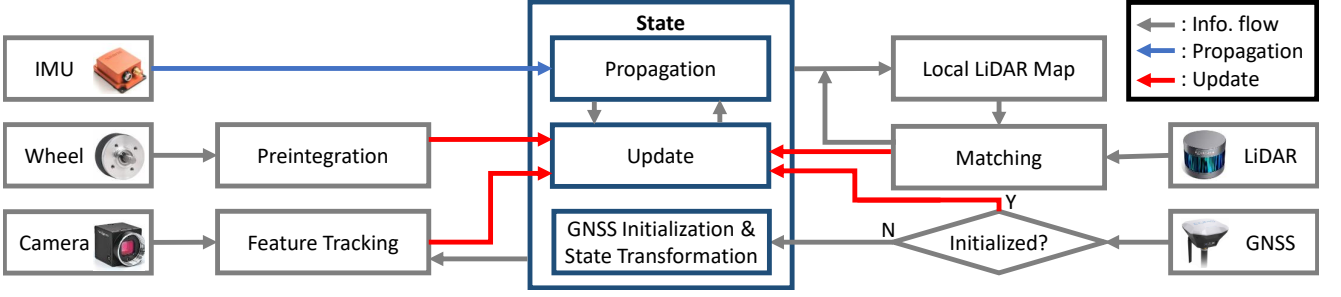 State
: Info. flow
: Propagation
: Update
IMU
Propagation
Local LiDAR Map
Wheel
Preintegration
Update
Matching
LiDAR
Camera
Feature Tracking
GNSS Initialization &
State Transformation
N
Y
Initialized?
GNSS